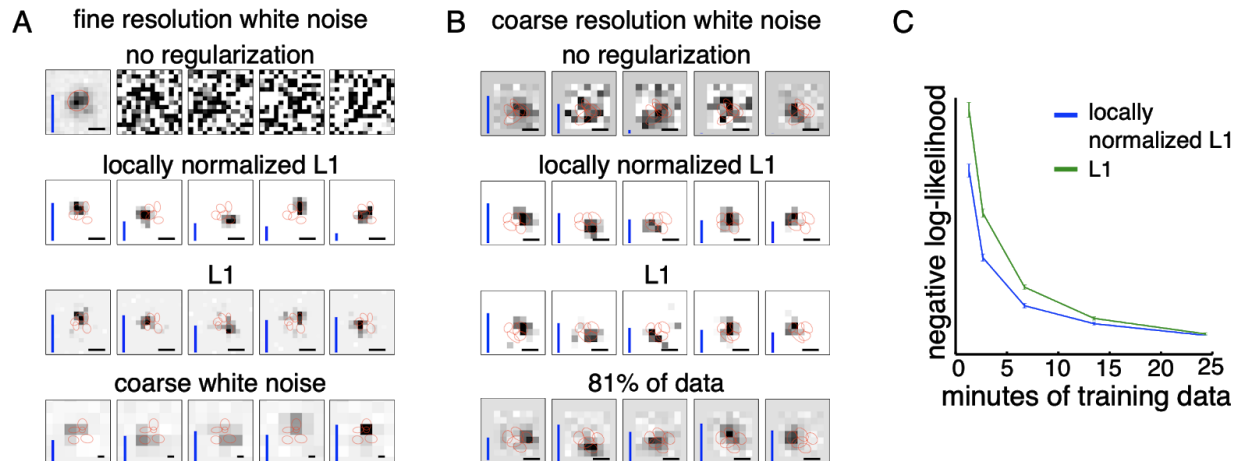 A
fine resolution white noise
no regularization
locally normalized L1
L1
coarse white noise
B
coarse resolution white noise
no regularization
locally normalized L1
L1
81% of data
C
negative log-likelihood
locally
normalized L1
L1
0 5 10 15 20 25
minutes of training data